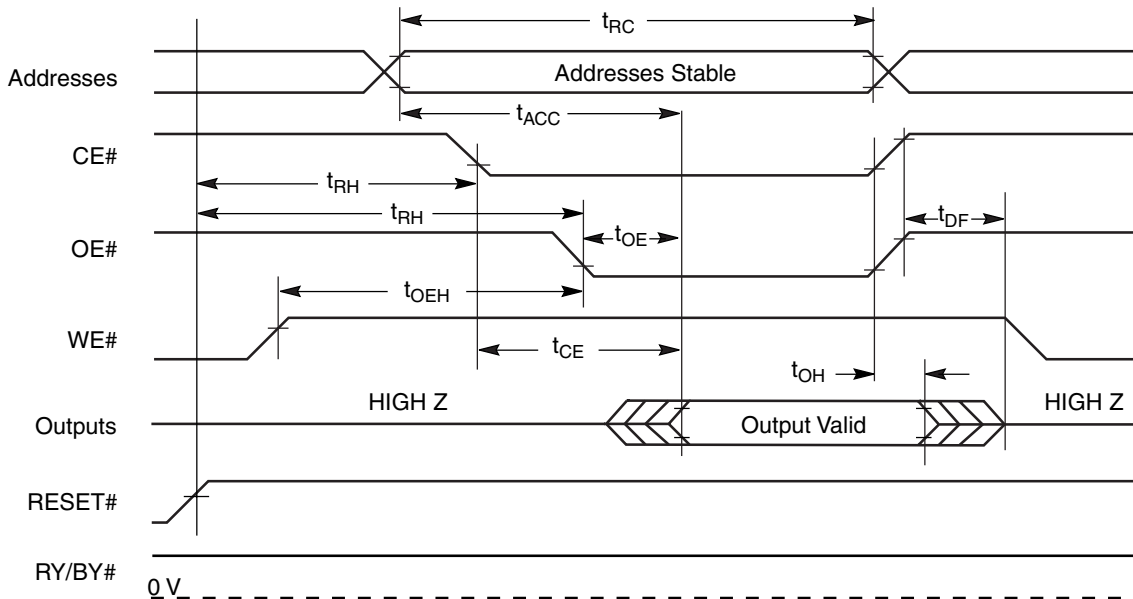 tRC
Addresses
Addresses Stable
tACC
CE#
tRH
tRH
tDF
OE#
tOE
tOEH
WE#
tCE
tOH
HIGH Z
HIGH Z
Outputs
Output Valid
RESET#
RY/BY#
0 V